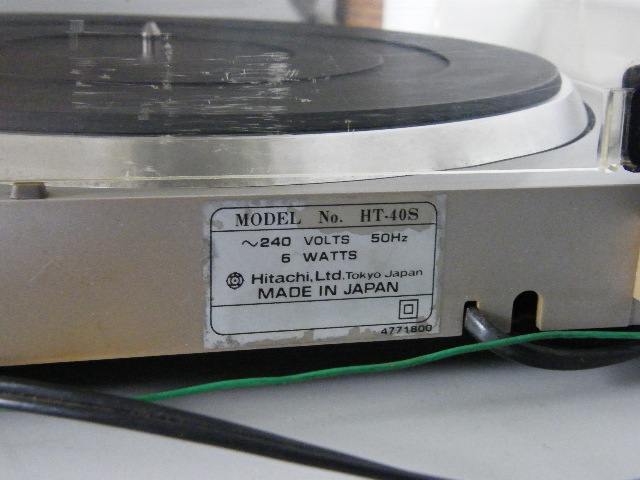 MODEL No. HT-40S
~240 VOLTS 50Hz
6 WATTS
Hitachi, Ltd. Tokyo Japan
MADE IN JAPAN
4771800